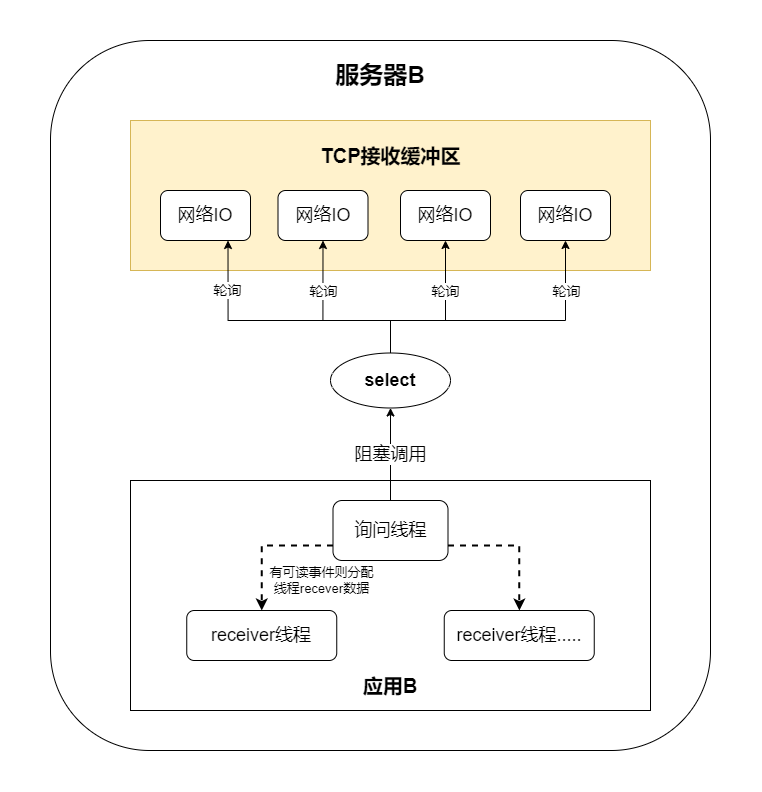 服务器B
TCP接收缓冲区
网络IO
网络IO
网络IO
网络IO
轮询
轮询
轮询
轮询
select
阻塞调用
询问线程
有可读事件则分配
线程recever数据
receiver线程
receiver线程.....
应用B